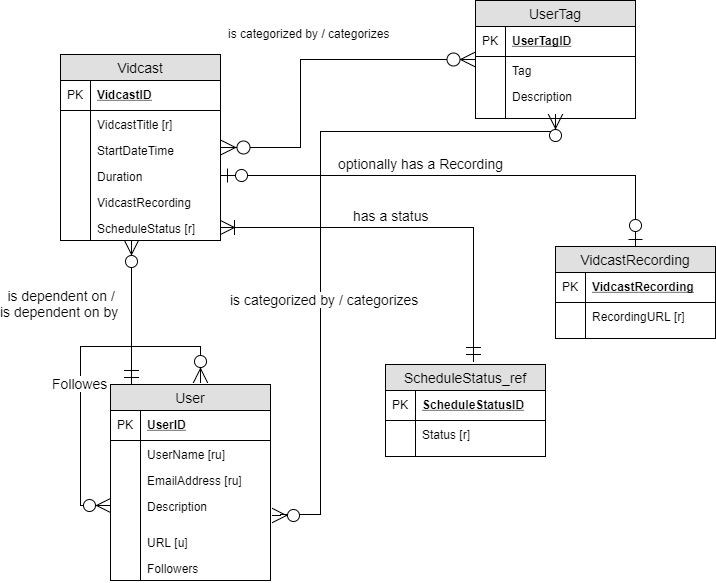 UserTag
PK UserTagID
Tag
Description
is categorized by / categorizes
Vidcast
PK VidcastID
VidcastTitle [r]
StartDateTime
Duration
VidcastRecording
ScheduleStatus [r]
optionally has a Recording
has a status
VidcastRecording
PK VidcastRecording
RecordingURL [r]
is dependent on /
is dependent on by
is categorized by / categorizes
ScheduleStatus_ref
PK ScheduleStatusID
Status [r]
Followes
User
PK UserID
UserName [ru]
EmailAddress [ru]
Description
URL [u]
Followers